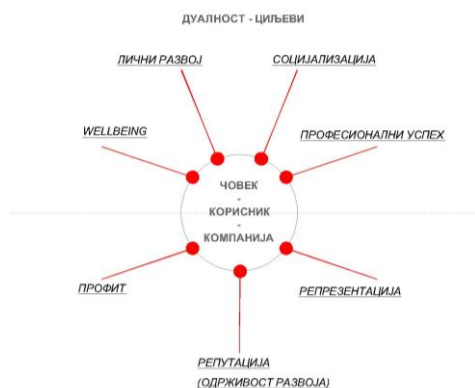 ДУАЛНОСТ - ЦИЉЕВИ
ЛИЧНИ РАЗВОЈ
СОЦИЈАЛИЗАЦИЈА
WELLBEING
ПРОФЕСИОНАЛНИ УСПЕХ
ЧОВЕК
-
КОРИСНИК
-
КОМПАНИЈА
ПРОФИТ
РЕПРЕЗЕНТАЦИЈА
РЕПУТАЦИЈА
(ОДРЖИВОСТ РАЗВОЈА)